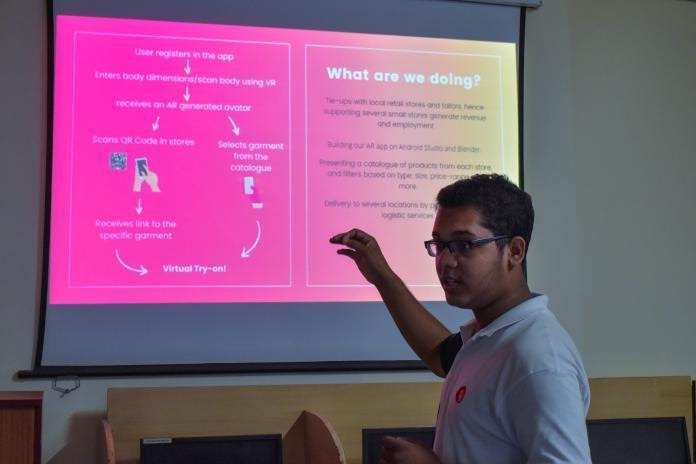 User registers in the app
Enters body dimensions/scan body using VR
receives an AR generated avatar
Scans QR Code in stores
Selects garment
from the
catalogue
Receives link to the
specific garment
Virtual Try-on!
What are we doing?
Tie-ups with local retail stores and tailors, hence
supporting several small stores generate revenue
and employment
Building our AR app on Android Studio and Blender.
Presenting a catalogue of products from each store,
and filters based on type, size, price-range
more.
Delivery to several locations by
logistic services